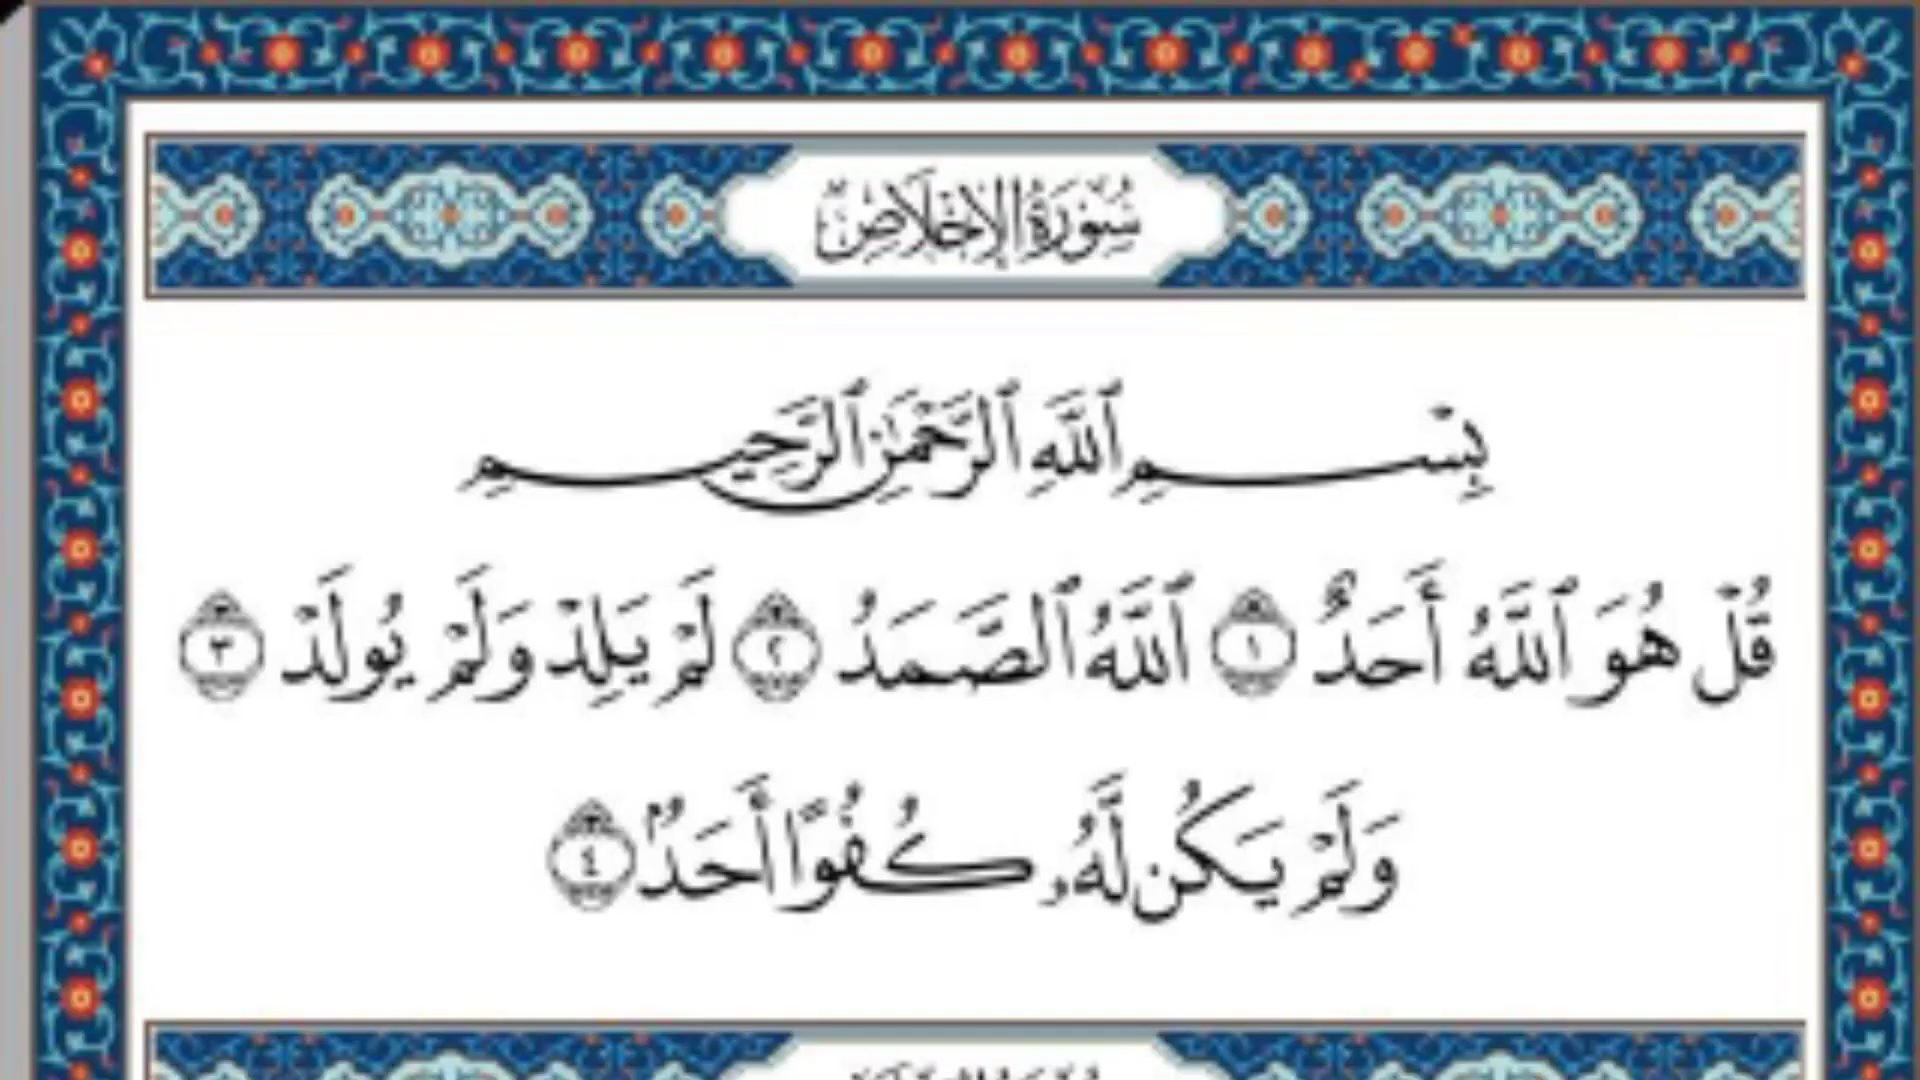 سُورَةُ الإِخْلَاصِ
بِسْمِ ٱللَّهِ ٱلرَّحْمَٰنِ ٱلرَّحِيمِ
قُلْ هُوَ ٱللَّهُ أَحَدٌ ١ ٱللَّهُ ٱلصَّمَدُ ٢ لَمْ يَلِدْ وَلَمْ يُولَدْ ٣
وَلَمْ يَكُن لَّهُۥ كُفُوًا أَحَدٌۢ ٤